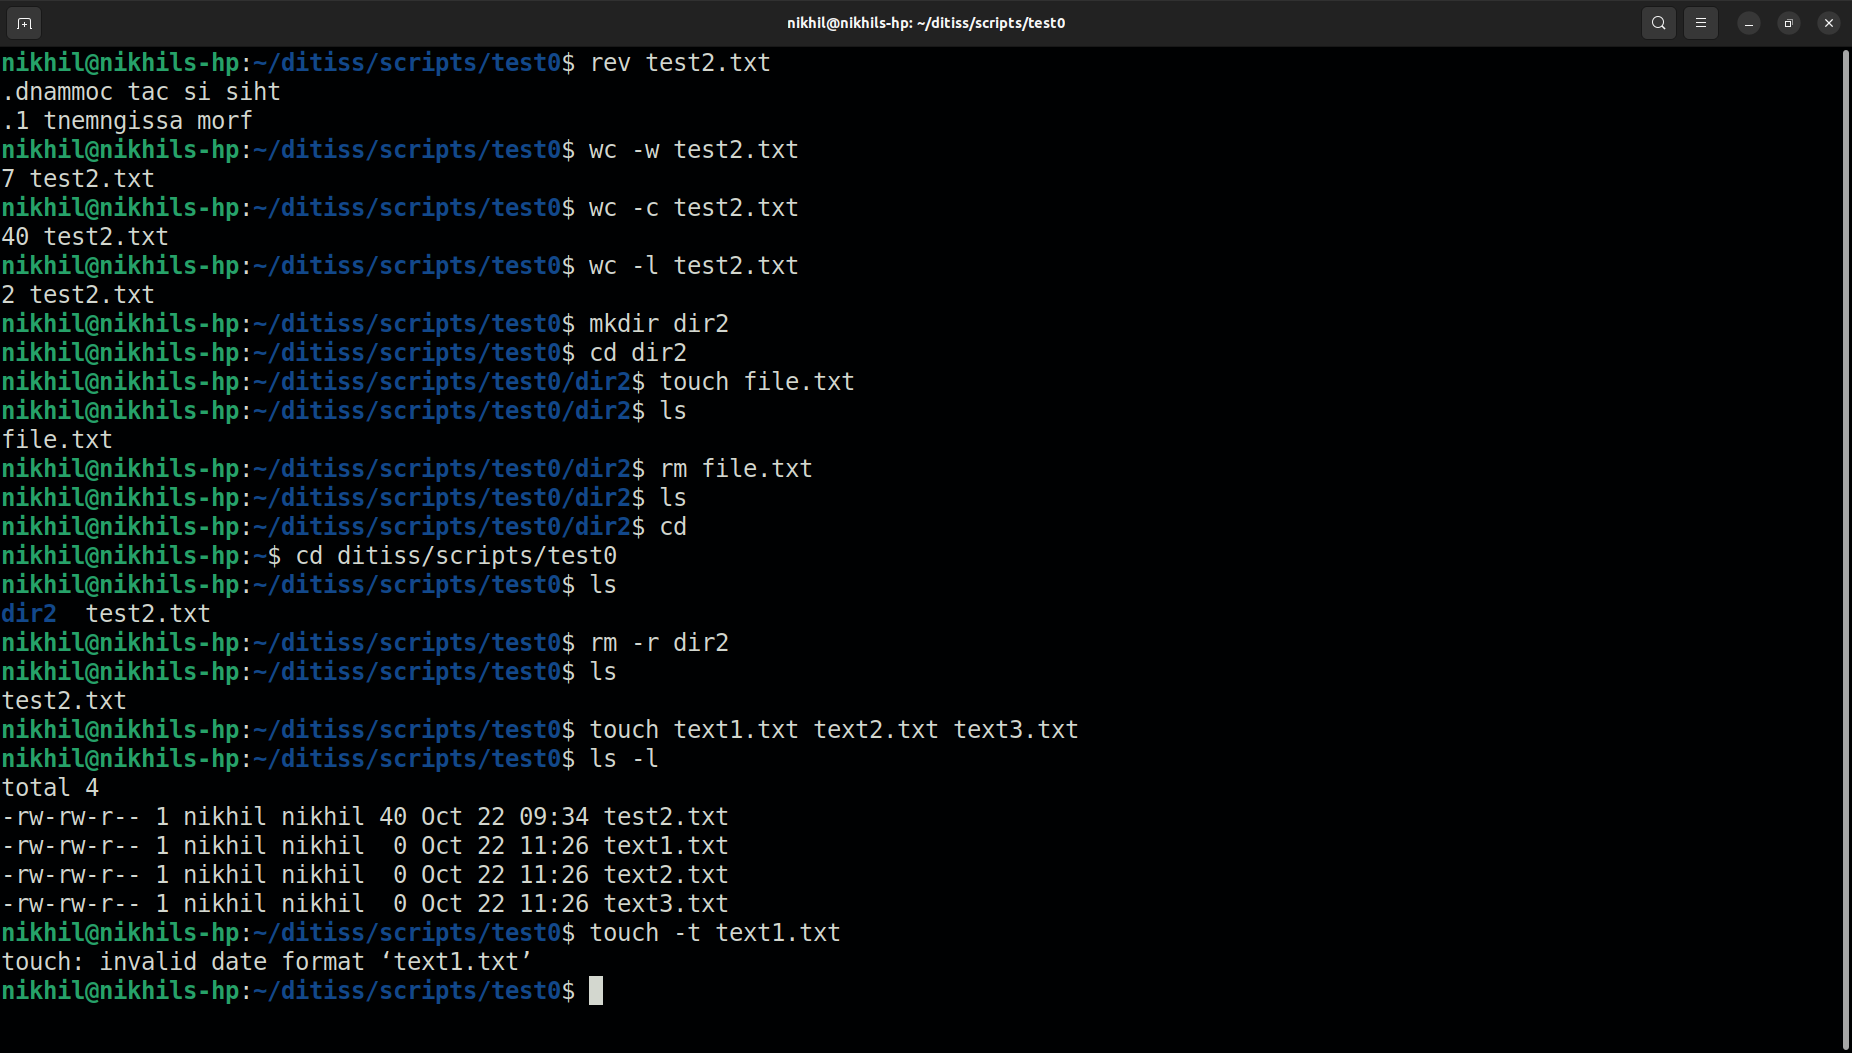 nikhil@nikhils-hp: ~/ditiss/scripts/test0
nikhil@nikhils-hp:~/ditiss/scripts/test0$ rev test2.txt
.dnammoc tac si siht
.1 tnemngissa morf
nikhil@nikhils-hp:~/ditiss/scripts/test0$ wc -w test2.txt
7 test2.txt
nikhil@nikhils-hp:~/ditiss/scripts/test0$ wc -c test2.txt
40 test2.txt
nikhil@nikhils-hp:~/ditiss/scripts/test0$ wc -l test2.txt
2 test2.txt
nikhil@nikhils-hp:~/ditiss/scripts/test0$ mkdir dir2
nikhil@nikhils-hp:~/ditiss/scripts/test0$ cd dir2
nikhil@nikhils-hp:~/ditiss/scripts/test0/dir2$ touch file.txt
nikhil@nikhils-hp:~/ditiss/scripts/test0/dir2$ ls
file.txt
nikhil@nikhils-hp:~/ditiss/scripts/test0/dir2$ rm file.txt
nikhil@nikhils-hp:~/ditiss/scripts/test0/dir2$ ls
nikhil@nikhils-hp:~/ditiss/scripts/test0/dir2$ cd
nikhil@nikhils-hp:~$ cd ditiss/scripts/test0
nikhil@nikhils-hp:~/ditiss/scripts/test0$ ls
dir2  test2.txt
nikhil@nikhils-hp:~/ditiss/scripts/test0$ rm -r dir2
nikhil@nikhils-hp:~/ditiss/scripts/test0$ ls
test2.txt
nikhil@nikhils-hp:~/ditiss/scripts/test0$ touch text1.txt text2.txt text3.txt
nikhil@nikhils-hp:~/ditiss/scripts/test0$ ls -l
total 4
-rw-rw-r-- 1 nikhil nikhil 40 Oct 22 09:34 test2.txt
-rw-rw-r-- 1 nikhil nikhil  0 Oct 22 11:26 text1.txt
-rw-rw-r-- 1 nikhil nikhil  0 Oct 22 11:26 text2.txt
-rw-rw-r-- 1 nikhil nikhil  0 Oct 22 11:26 text3.txt
nikhil@nikhils-hp:~/ditiss/scripts/test0$ touch -t text1.txt
touch: invalid date format ‘text1.txt’
nikhil@nikhils-hp:~/ditiss/scripts/test0$